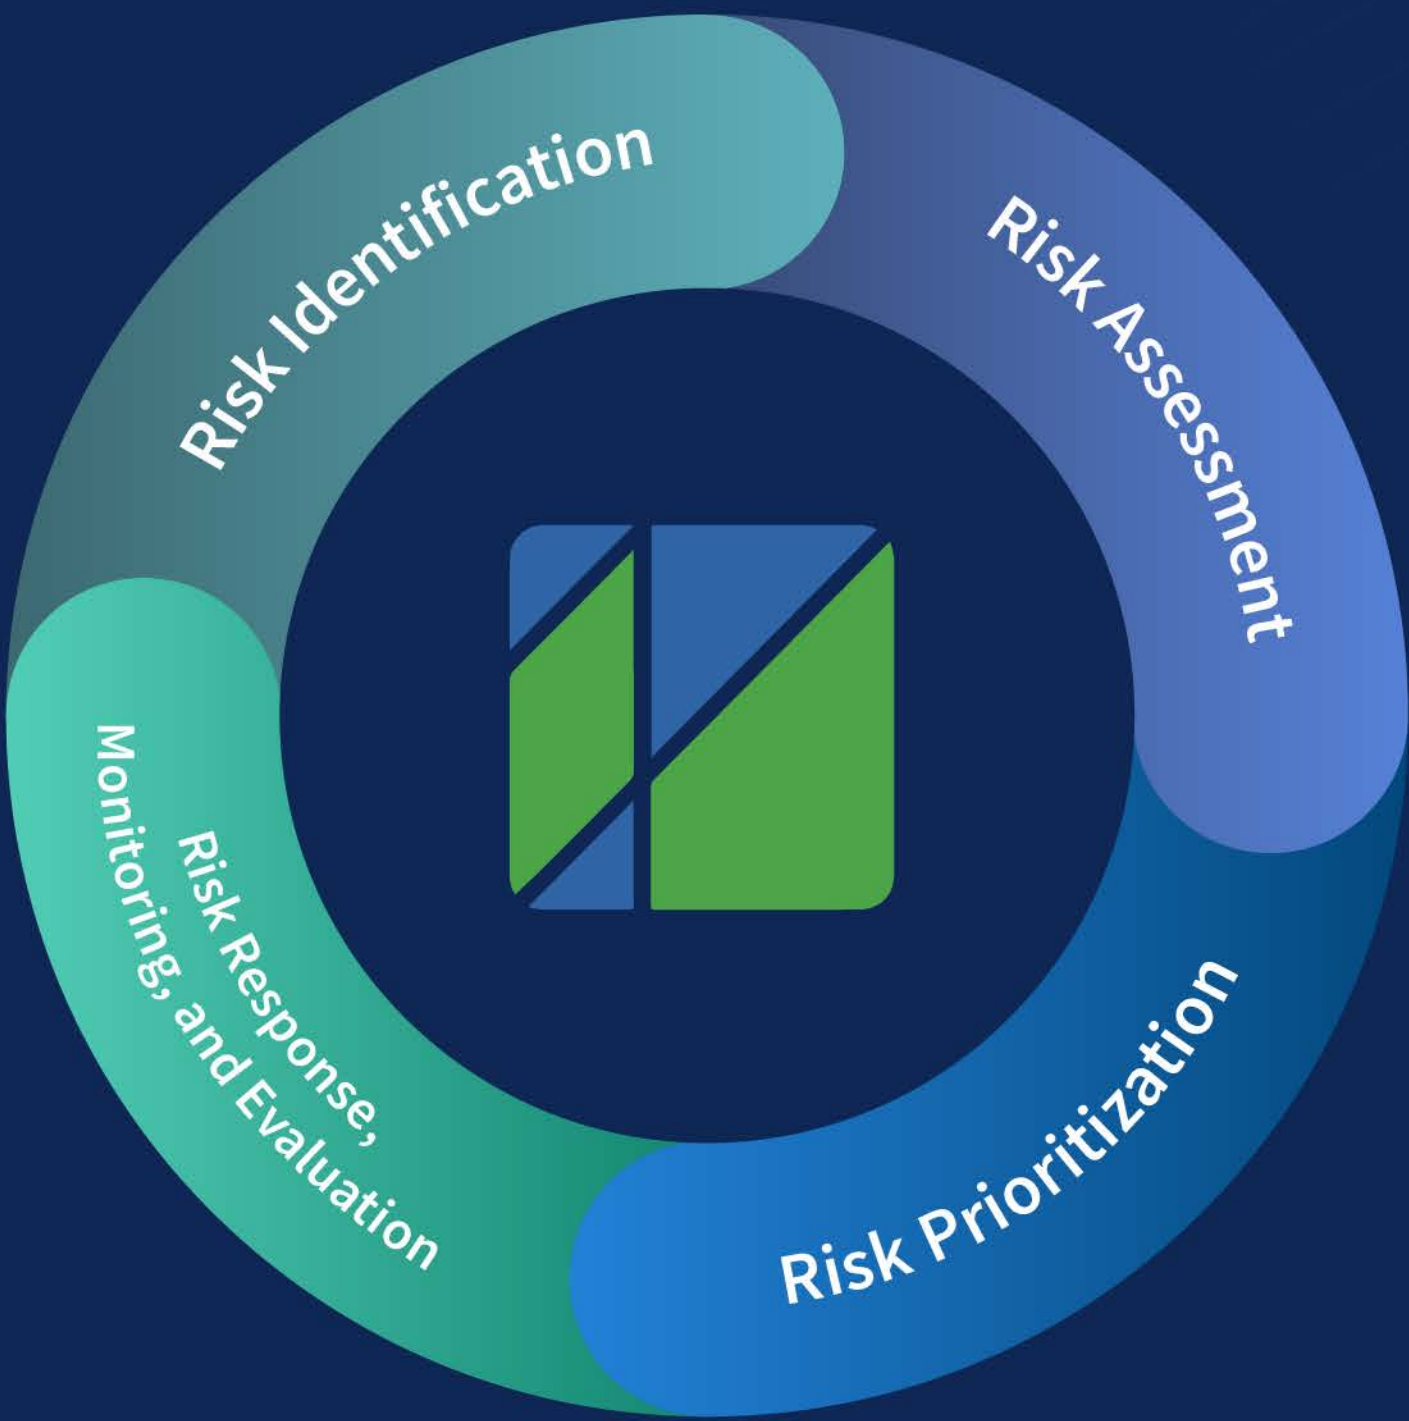 Risk Identification
Risk Assessment
Risk Prioritization
Risk Response,
Monitoring, and Evaluation